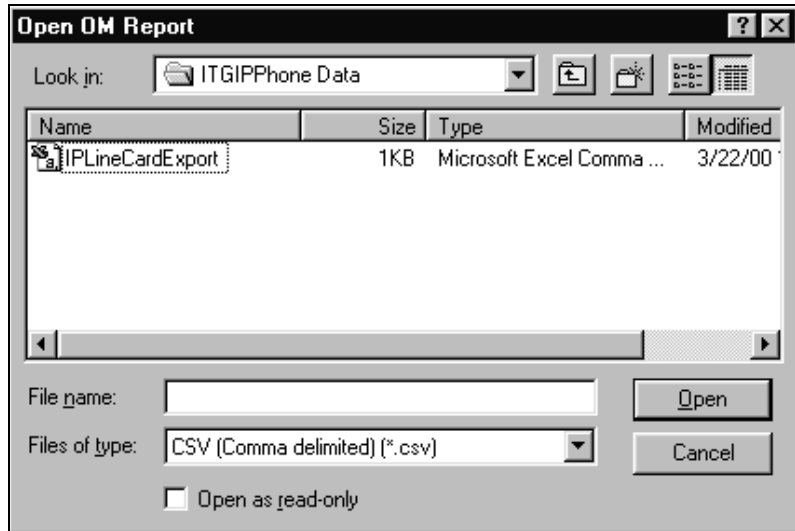 Open OM Report
Look in: ITGIPPhone Data
Name Size Type Modified
IPLineCardExport 1KB Microsoft Excel Comma ... 3/22/00
File name: Open
Files of type: CSV (Comma delimited) (*.csv) Cancel
Open as read-only